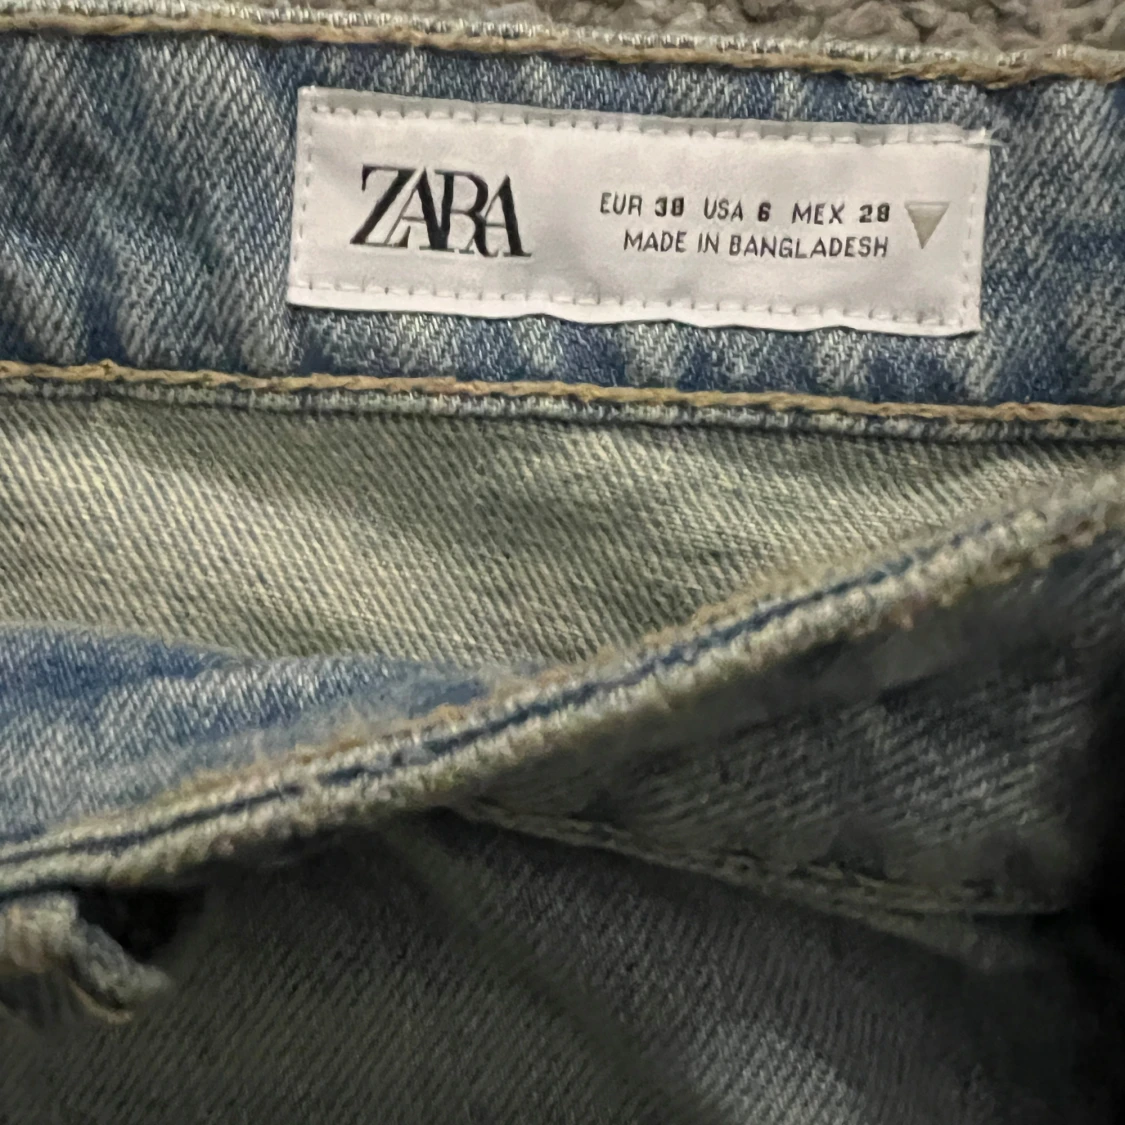 ZARA
EUR 38 USA 6 MEX 28
MADE IN BANGLADESH